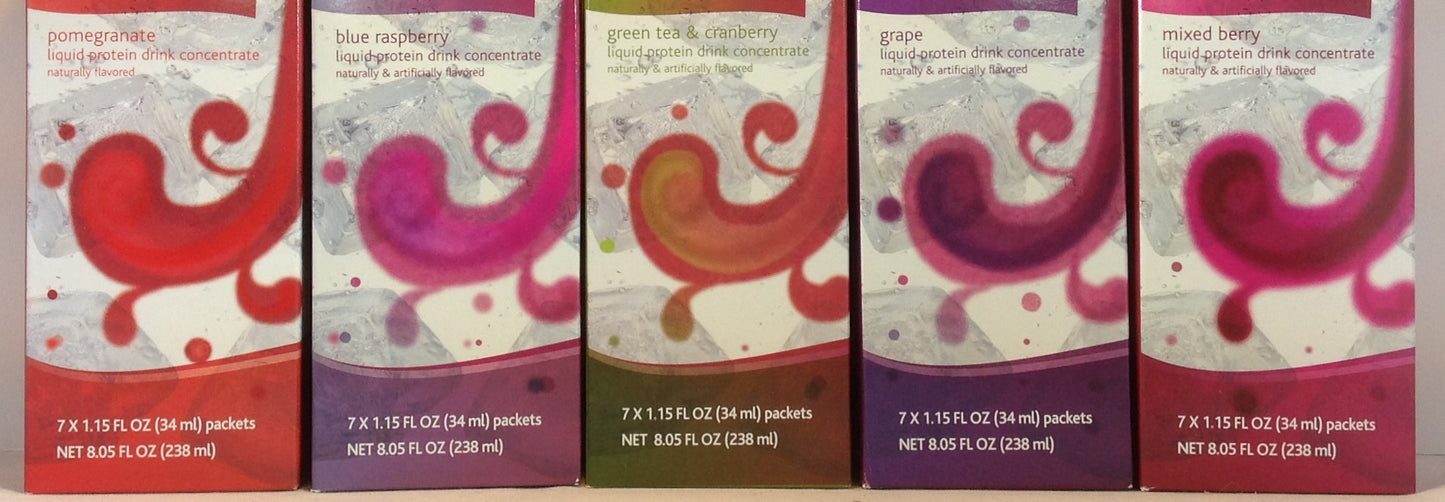 pomegranate
liquid protein drink concentrate
naturally flavored
7 X 1.15 FL OZ (34 ml) packets
NET 8.05 FL OZ (238 ml)
blue raspberry
liquid protein drink concentrate
naturally & artificially flavored
7 X 1.15 FL OZ (34 ml) packets
NET 8.05 FL OZ (238 ml)
green tea & cranberry
liquid protein drink concentrate
naturally & artificially flavored
7 X 1.15 FL OZ (34 ml) packets
NET 8.05 FL OZ (238 ml)
grape
liquid protein drink concentrate
naturally & artificially flavored
7 X 1.15 FL OZ (34 ml) packets
NET 8.05 FL OZ (238 ml)
mixed berry
liquid protein drink concentrate
naturally & artificially flavored
7 X 1.15 FL OZ (34 ml) packets
NET 8.05 FL OZ (238 ml)